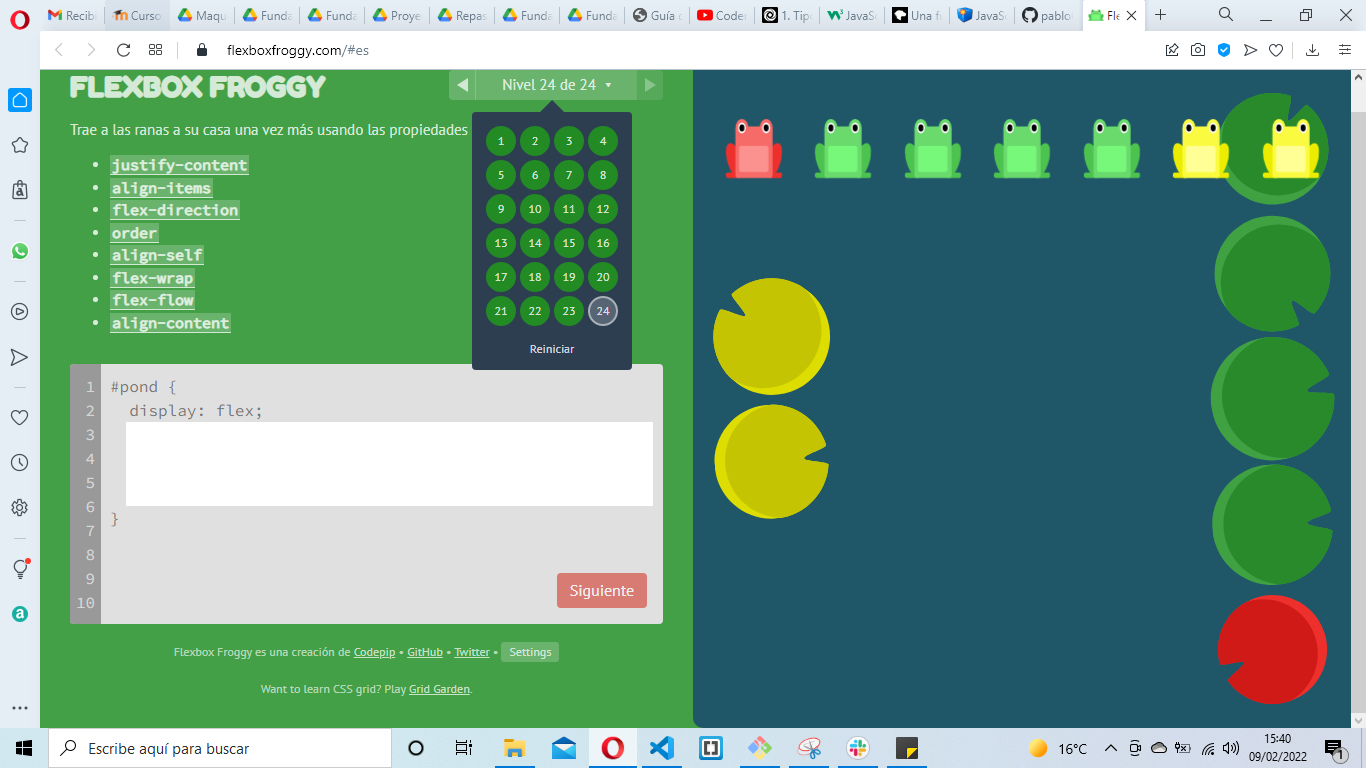 Recib
Curso
Maqu
Funda
Funda
Proye
Repas
Funda
Funda
Guía
Code
1. Tip
JavaSc
Una f
JavaSc
pablo
Fle
flexboxfroggy.com/#es
FLEXBOX FROGGY
Nivel 24 de 24
Trae a las ranas a su casa una vez más usando las propiedades
justify-content
align-items
flex-direction
order
align-self
flex-wrap
flex-flow
align-content
1 2 3 4
5 6 7 8
9 10 11 12
13 14 15 16
17 18 19 20
21 22 23 24
Reiniciar
1 #pond {
2 display: flex;
3
4
5
6
7 }
8
9
10
Siguiente
Flexbox Froggy es una creación de Codepip • GitHub • Twitter • Settings
Want to learn CSS grid? Play Grid Garden.
Escribe aquí para buscar
16°C
15:40
09/02/2022
1